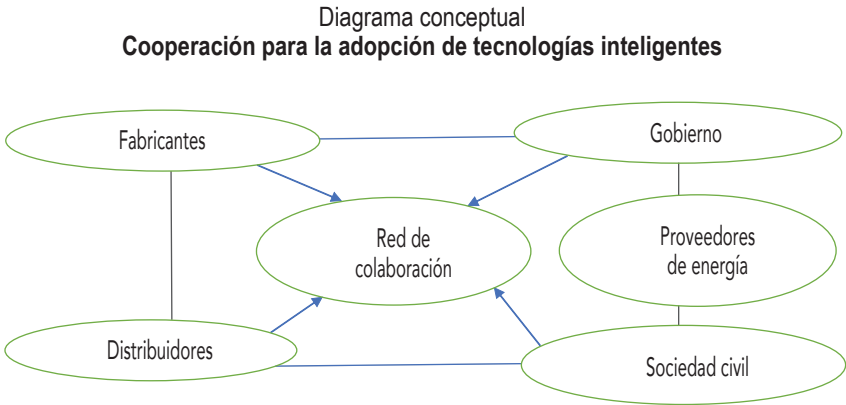 Diagrama conceptual
Cooperación para la adopción de tecnologías inteligentes
Fabricantes
Gobierno
Red de
colaboración
Proveedores
de energía
Distribuidores
Sociedad civil